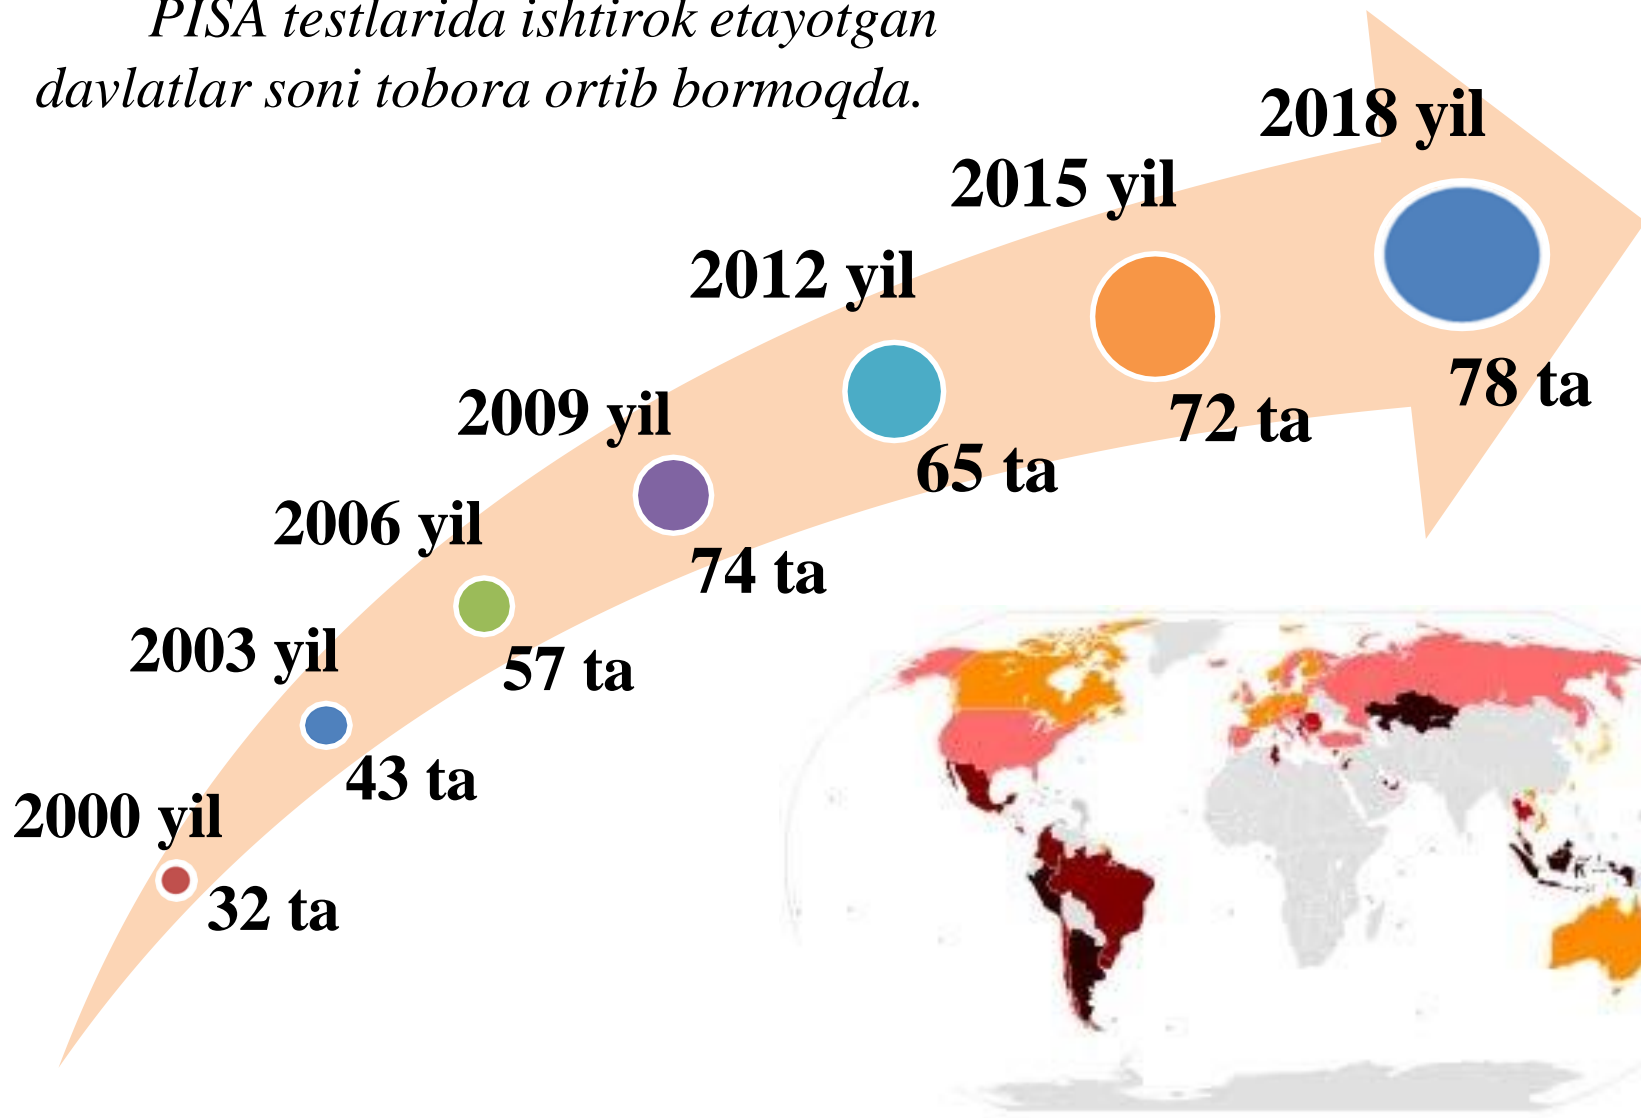 PISA testlarida ishtirok etayotgan
davlatlar soni tobora ortib bormoqda.
2018 yil
78 ta
2015 yil
72 ta
2012 yil
65 ta
2009 yil
74 ta
2006 yil
57 ta
2003 yil
43 ta
2000 yil
32 ta